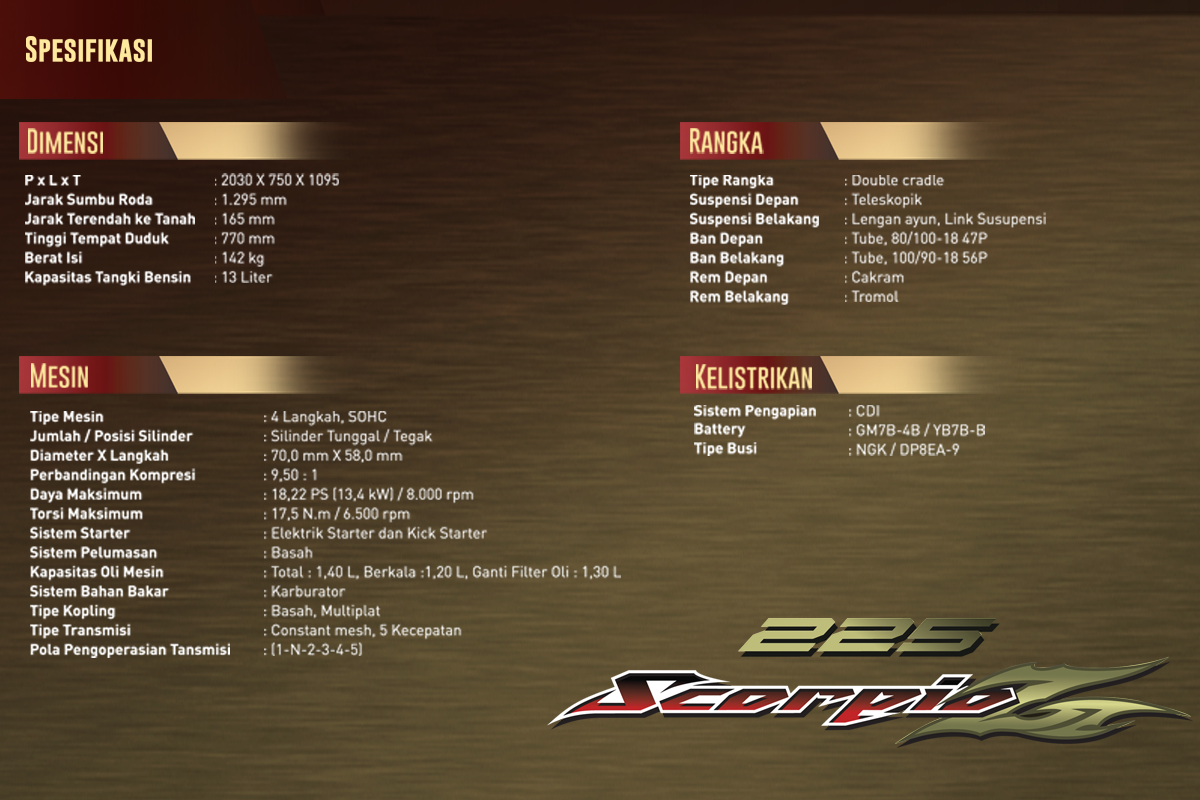 SPESIFIKASI
DIMENSI
P x L x T : 2030 X 750 X 1095
Jarak Sumbu Roda : 1.295 mm
Jarak Terendah ke Tanah : 165 mm
Tinggi Tempat Duduk : 770 mm
Berat Isi : 142 kg
Kapasitas Tangki Bensin : 13 Liter
RANGKA
Tipe Rangka : Double cradle
Suspensi Depan : Teleskopik
Suspensi Belakang : Lengan ayun, Link Susupensi
Ban Depan : Tube, 80/100-18 47P
Ban Belakang : Tube, 100/90-18 56P
Rem Depan : Cakram
Rem Belakang : Tromol
MESIN
Tipe Mesin : 4 Langkah, SOHC
Jumlah / Posisi Silinder : Silinder Tunggal / Tegak
Diameter X Langkah : 70,0 mm X 58,0 mm
Perbandingan Kompresi : 9,50 : 1
Daya Maksimum : 18,22 PS (13,4 kW) / 8.000 rpm
Torsi Maksimum : 17,5 N.m / 6.500 rpm
Sistem Starter : Elektrik Starter dan Kick Starter
Sistem Pelumasan : Basah
Kapasitas Oli Mesin : Total : 1,40 L, Berkala :1,20 L, Ganti Filter Oli : 1,30 L
Sistem Bahan Bakar : Karburator
Tipe Kopling : Basah, Multiplat
Tipe Transmisi : Constant mesh, 5 Kecepatan
Pola Pengoperasian Tansmisi : (1-N-2-3-4-5)
KELISTRIKAN
Sistem Pengapian : CDI
Battery : GM7B-4B / YB7B-B
Tipe Busi : NGK / DP8EA-9
225
Scorpio Z